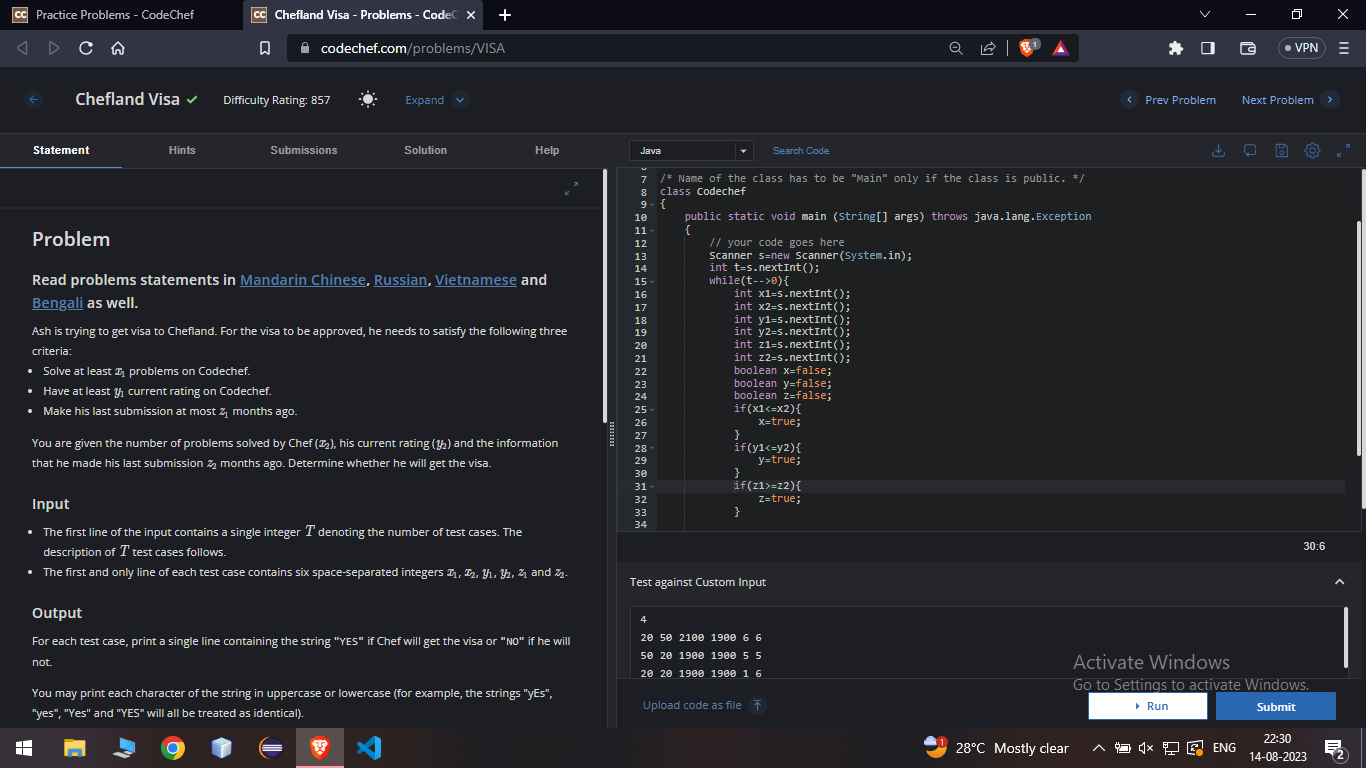 Practice Problems - CodeChef
Chefland Visa - Problems - CodeC
codechef.com/problems/VISA
1
VPN
Chefland Visa
Difficulty Rating: 857
Expand
Prev Problem
Next Problem
Statement
Hints
Submissions
Solution
Help
Java
Search Code
Problem
Read problems statements in Mandarin Chinese, Russian, Vietnamese and
Bengali as well.
Ash is trying to get visa to Chefland. For the visa to be approved, he needs to satisfy the following three
criteria:
• Solve at least x₁ problems on Codechef.
• Have at least y₁ current rating on Codechef.
• Make his last submission at most z₁ months ago.
You are given the number of problems solved by Chef (x₂), his current rating (y₂) and the information
that he made his last submission z₂ months ago. Determine whether he will get the visa.
Input
• The first line of the input contains a single integer T denoting the number of test cases. The
description of T test cases follows.
• The first and only line of each test case contains six space-separated integers x₁, x₂, y₁, y₂, z₁ and z₂.
Output
For each test case, print a single line containing the string "YES" if Chef will get the visa or "NO" if he will
not.
You may print each character of the string in uppercase or lowercase (for example, the strings "yEs",
"yes", "Yes" and "YES" will all be treated as identical).
7 /* Name of the class has to be "Main" only if the class is public. */
8 class Codechef
9 {
10 public static void main (String[] args) throws java.lang.Exception
11 {
12 // your code goes here
13 Scanner s=new Scanner(System.in);
14 int t=s.nextInt();
15 while(t-->0){
16 int x1=s.nextInt();
17 int x2=s.nextInt();
18 int y1=s.nextInt();
19 int y2=s.nextInt();
20 int z1=s.nextInt();
21 int z2=s.nextInt();
22 boolean x=false;
23 boolean y=false;
24 boolean z=false;
25 if(x1<=x2){
26 x=true;
27 }
28 if(y1<=y2){
29 y=true;
30 }
31 if(z1>=z2){
32 z=true;
33 }
34
30:6
Test against Custom Input
4
20 50 2100 1900 6 6
50 20 1900 1900 5 5
20 20 1900 1900 1 6
Activate Windows
Go to Settings to activate Windows.
Upload code as file
Run
Submit
1
28°C Mostly clear
ENG
22:30
14-08-2023
2